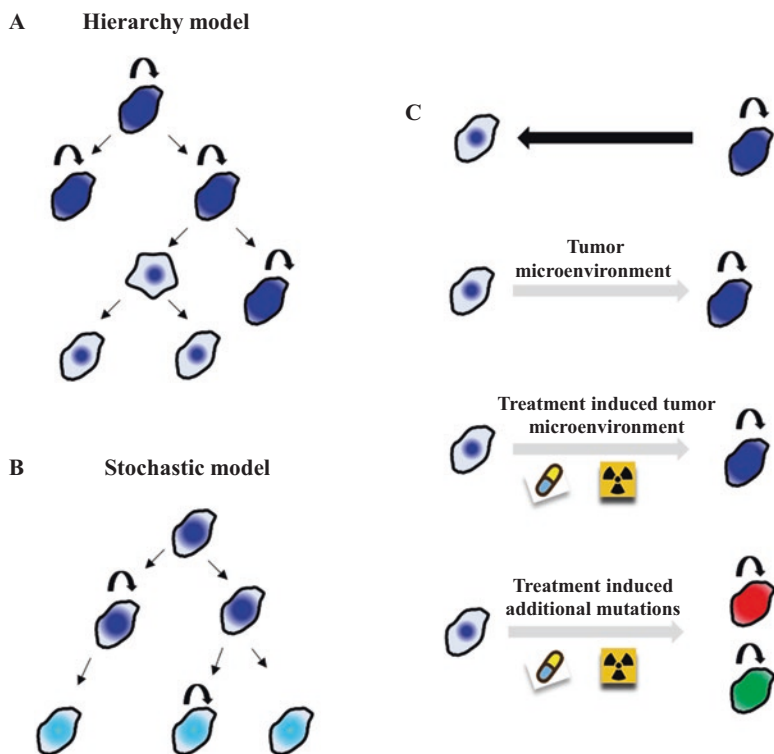 A Hierarchy model
B Stochastic model
C
Tumor
microenvironment
Treatment induced tumor
microenvironment
Treatment induced
additional mutations